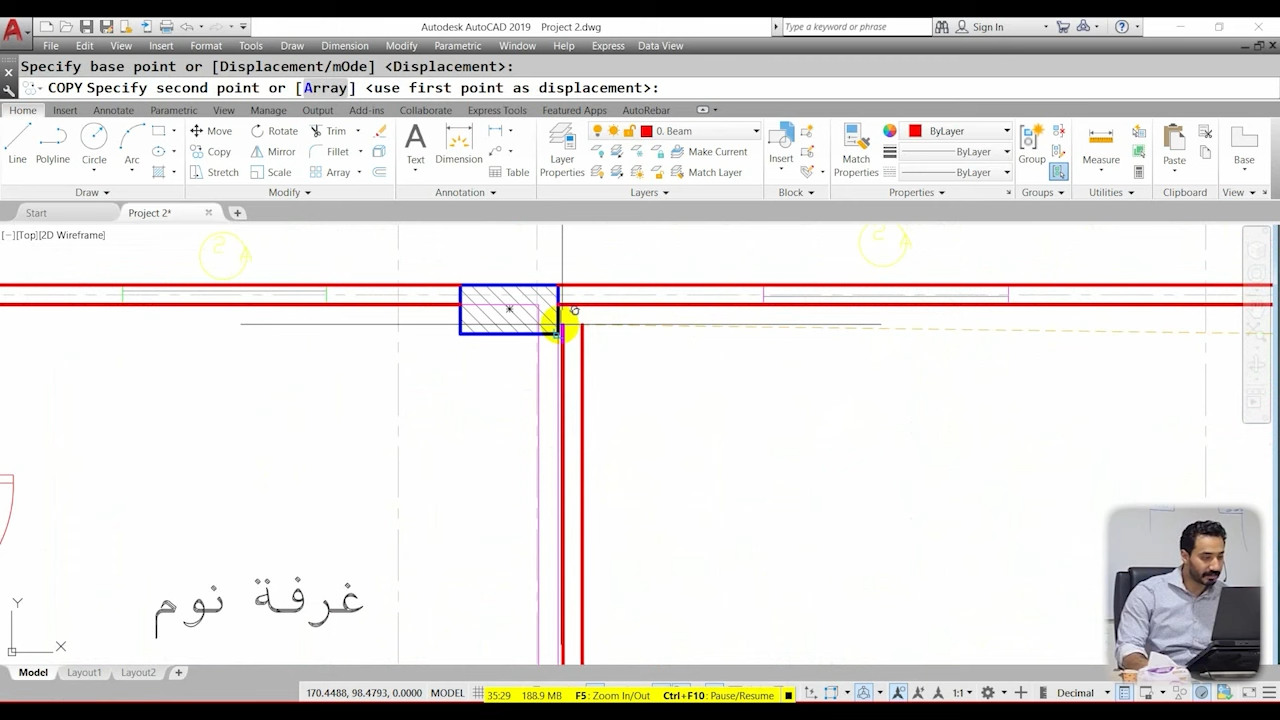 Autodesk AutoCAD 2019 Project 2.dwg
Type a keyword or phrase
Sign In
File Edit View Insert Format Tools Draw Dimension Modify Parametric Window Help Express Data View
Specify base point or [Displacement/mOde] <Displacement>:
COPY Specify second point or [Array] <use first point as displacement>:
Home Insert Annotate Parametric View Manage Output Add-ins Collaborate Express Tools Featured Apps AutoRebar
Line Polyline Circle Arc
Move Rotate Trim
Copy Mirror Fillet
Stretch Scale Array
Text Dimension
Table
Layer Properties
0. Beam
Make Current
Match Layer
Insert
Match Properties
ByLayer
ByLayer
ByLayer
Group
Measure
Paste
Base
Draw Modify Annotation Layers Block Properties Groups Utilities Clipboard View
Start Project 2*
[−][Top][2D Wireframe]
2 A
2 A
غرفة نوم
Y
X
Model Layout1 Layout2
170.4488, 98.4793, 0.0000 MODEL
35:29 188.9 MB F5: Zoom In/Out Ctrl+F10: Pause/Resume
1:1 Decimal